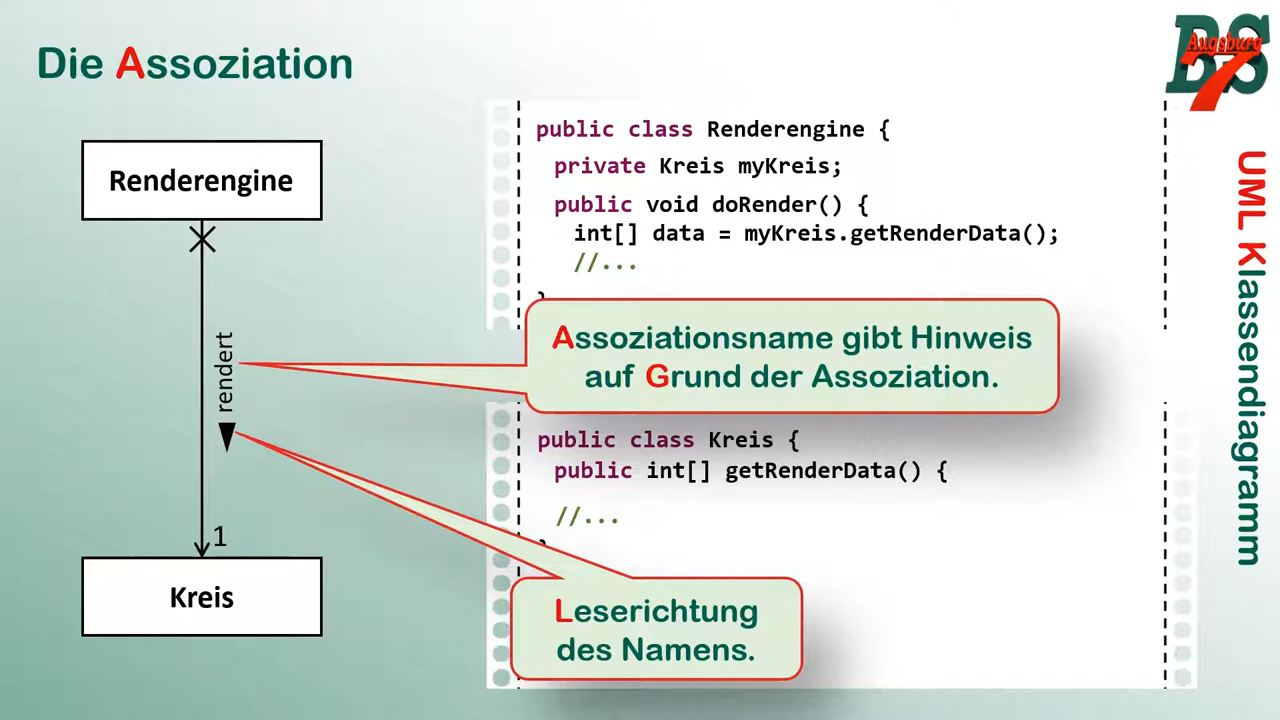 Die Assoziation
BS
Augsburg
7
UML Klassendiagramm
Renderengine
rendert
1
Kreis
public class Renderengine {
private Kreis myKreis;
public void doRender() {
int[] data = myKreis.getRenderData();
//...
}
Assoziationsname gibt Hinweis
auf Grund der Assoziation.
public class Kreis {
public int[] getRenderData() {
//...
}
Leserichtung
des Namens.